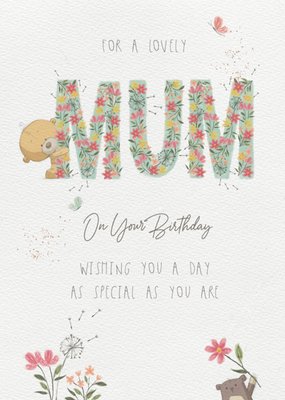 FOR A LOVELY
MUM
On Your Birthday
WISHING YOU A DAY
AS SPECIAL AS YOU ARE